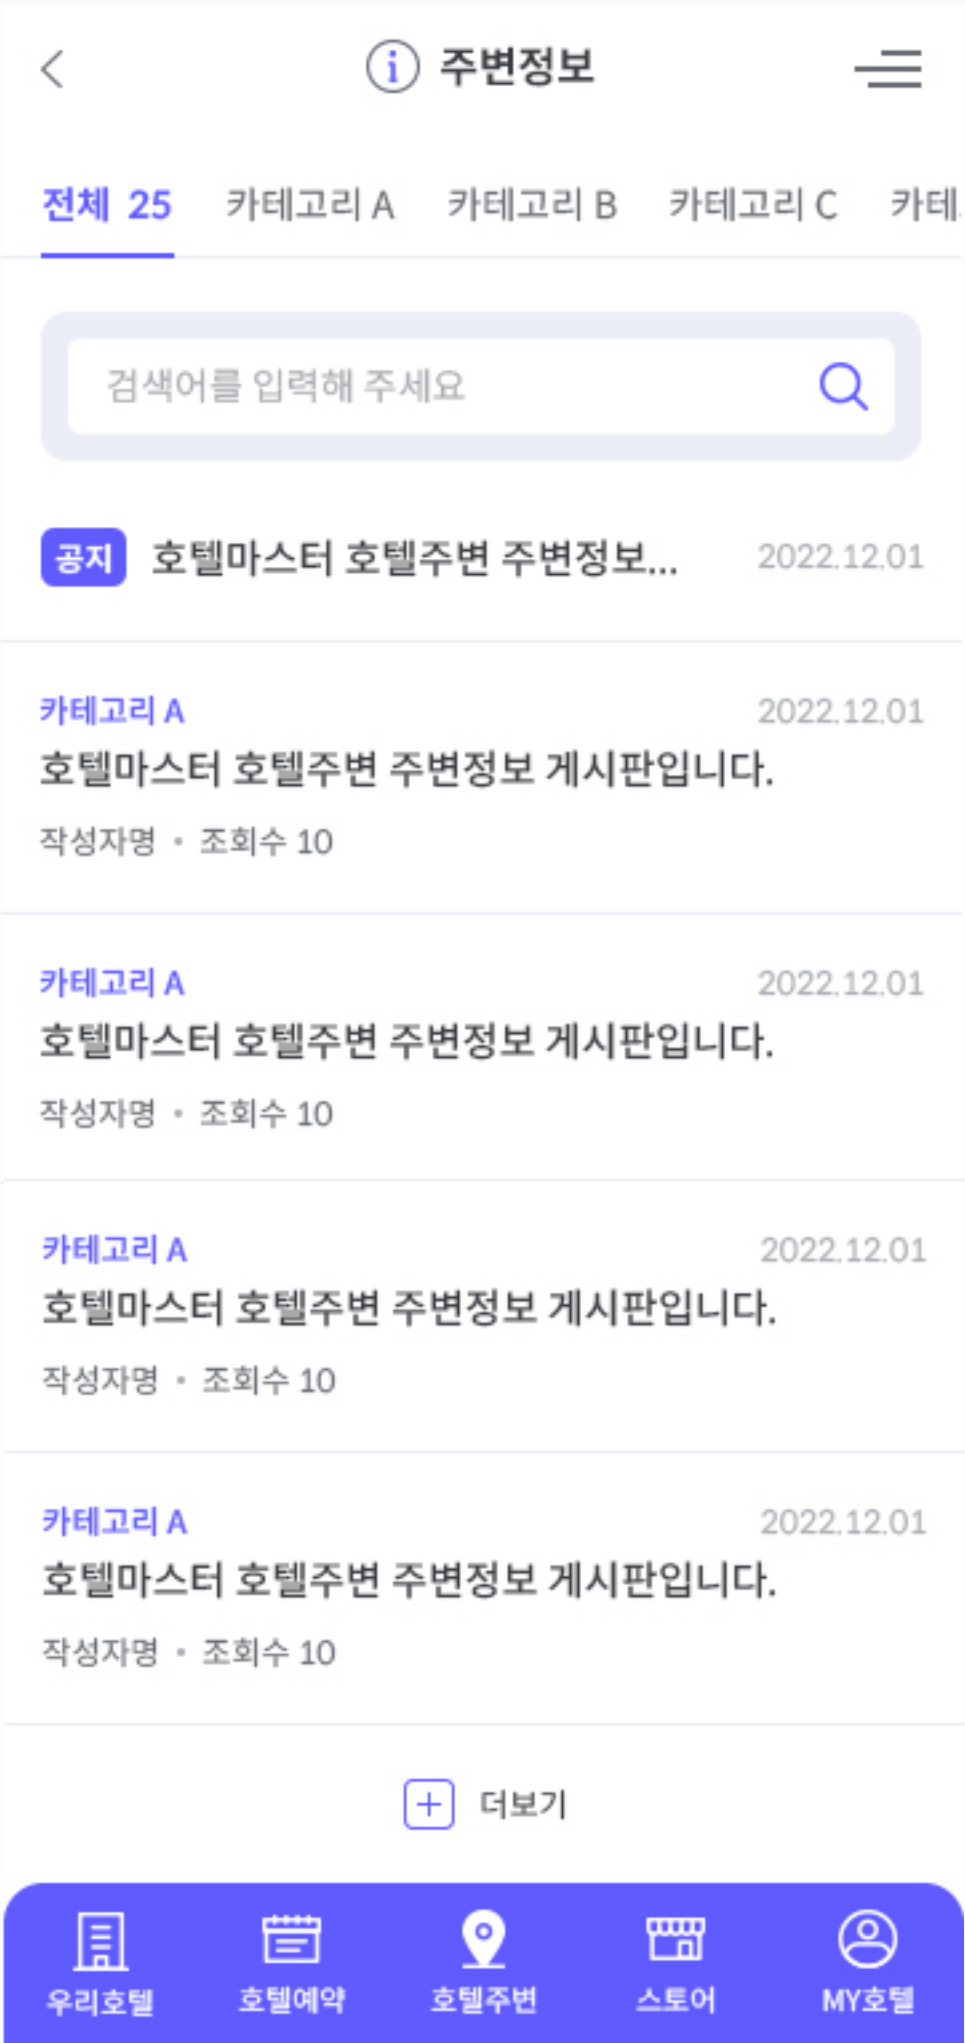 주변정보
전체 25 카테고리 A 카테고리 B 카테고리 C 카테
검색어를 입력해 주세요
공지 호텔마스터 호텔주변 주변정보... 2022.12.01
카테고리 A 2022.12.01
호텔마스터 호텔주변 주변정보 게시판입니다.
작성자명 • 조회수 10
카테고리 A 2022.12.01
호텔마스터 호텔주변 주변정보 게시판입니다.
작성자명 • 조회수 10
카테고리 A 2022.12.01
호텔마스터 호텔주변 주변정보 게시판입니다.
작성자명 • 조회수 10
카테고리 A 2022.12.01
호텔마스터 호텔주변 주변정보 게시판입니다.
작성자명 • 조회수 10
더보기
우리호텔 호텔예약 호텔주변 스토어 MY호텔